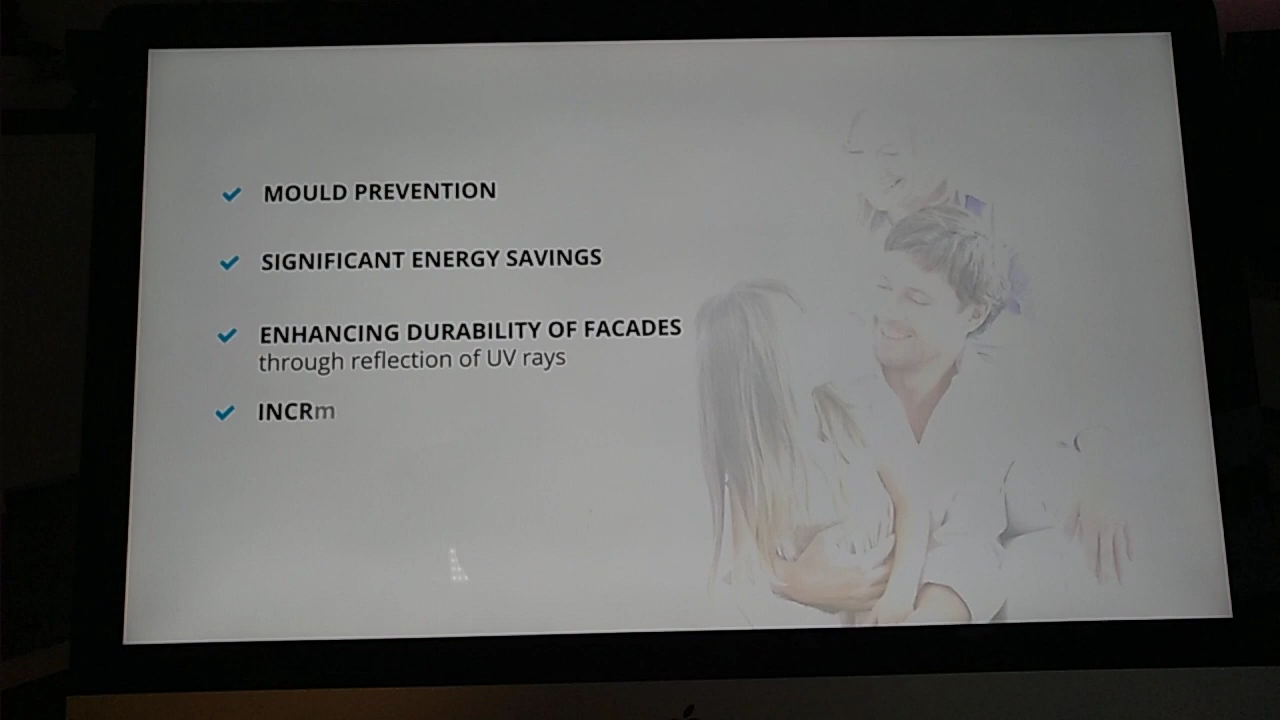 MOULD PREVENTION
SIGNIFICANT ENERGY SAVINGS
ENHANCING DURABILITY OF FACADES
through reflection of UV rays
INCRm